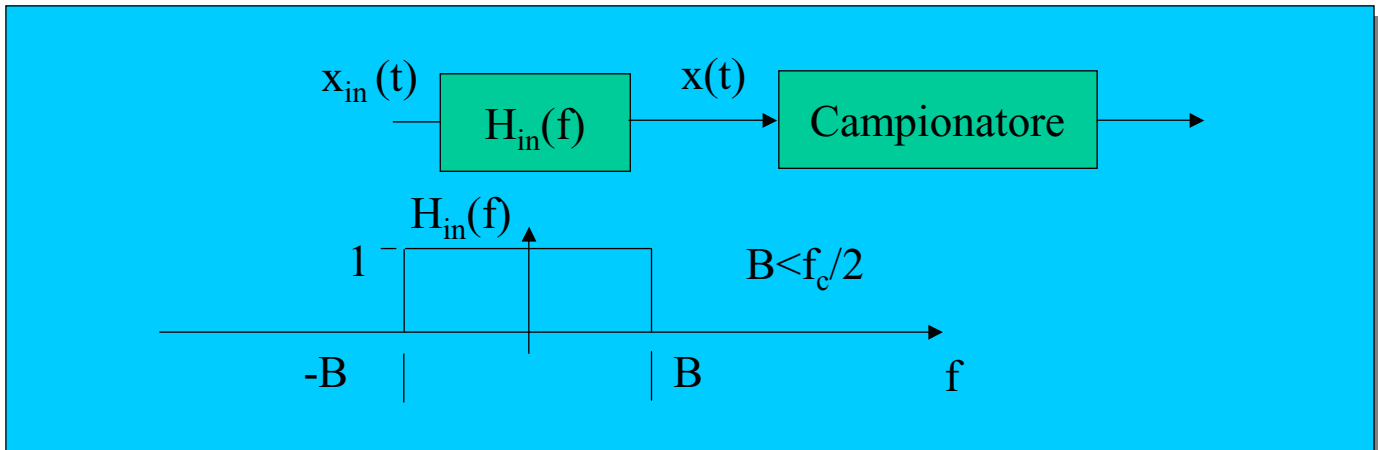 x_in (t)
H_in(f)
x(t)
Campionatore
H_in(f)
1
B<f_c/2
-B
B
f